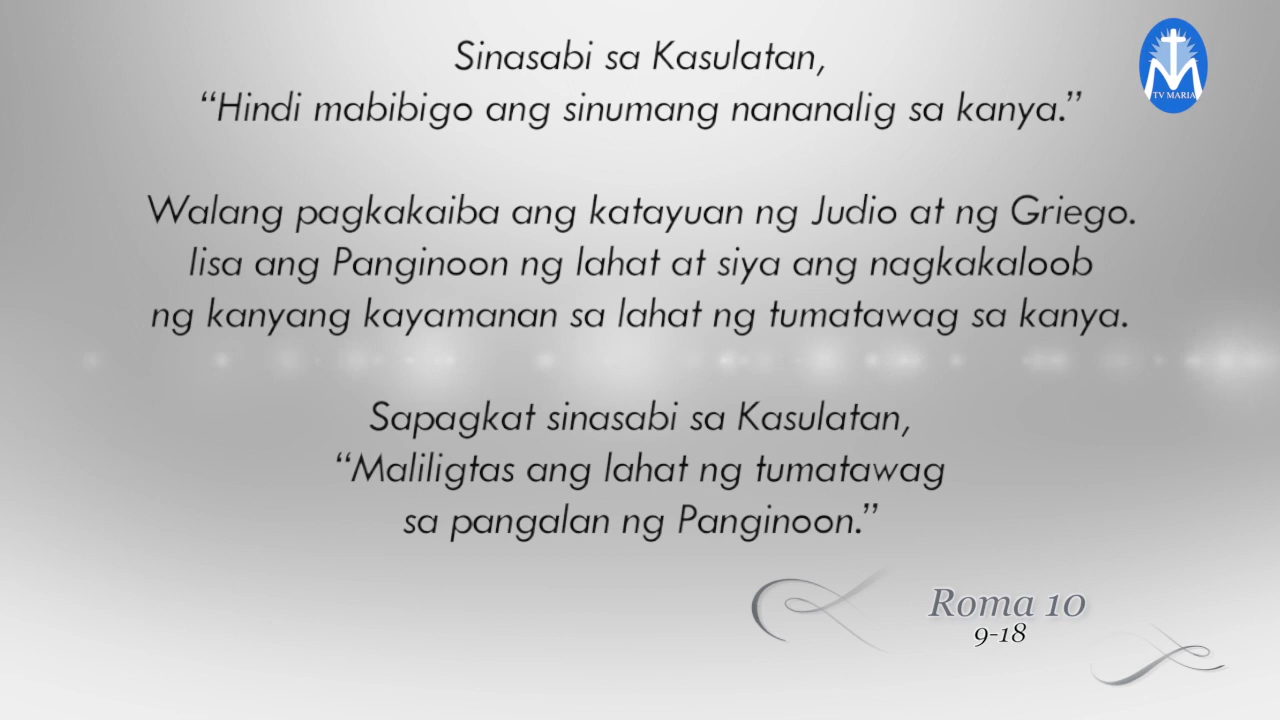 Sinasabi sa Kasulatan,
“Hindi mabibigo ang sinumang nananalig sa kanya.”
Walang pagkakaiba ang katayuan ng Judio at ng Griego.
Iisa ang Panginoon ng lahat at siya ang nagkakaloob
ng kanyang kayamanan sa lahat ng tumatawag sa kanya.
Sapagkat sinasabi sa Kasulatan,
“Maliligtas ang lahat ng tumatawag
sa pangalan ng Panginoon.”
Roma 10
9-18
TV MARIA